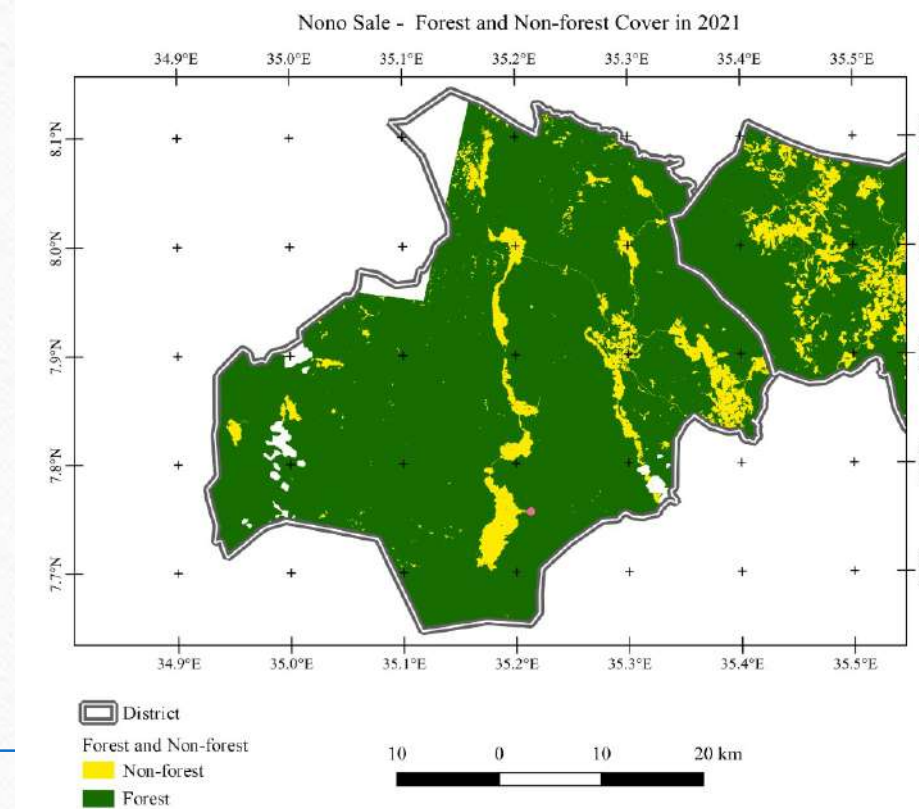 Nono Sale - Forest and Non-forest Cover in 2021
34.9°E 35.0°E 35.1°E 35.2°E 35.3°E 35.4°E 35.5°E
8.1°N
8.0°N
7.9°N
7.8°N
7.7°N
34.9°E 35.0°E 35.1°E 35.2°E 35.3°E 35.4°E 35.5°E
District
Forest and Non-forest
Non-forest
Forest
10 0 10 20 km